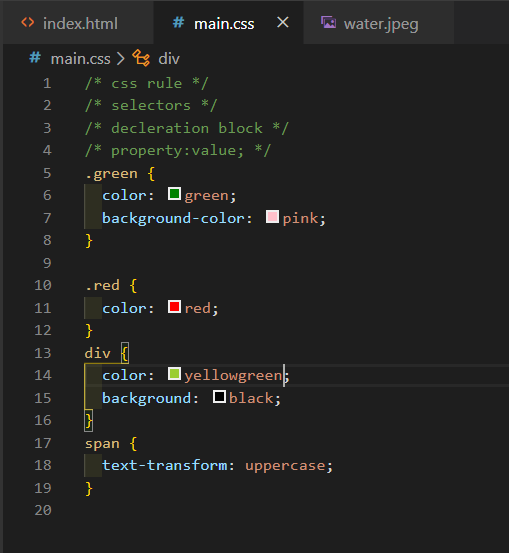 index.html main.css water.jpeg
main.css > div
1 /* css rule */
2 /* selectors */
3 /* decleration block */
4 /* property:value; */
5 .green {
6 color: green;
7 background-color: pink;
8 }
9
10 .red {
11 color: red;
12 }
13 div {
14 color: yellowgreen;
15 background: black;
16 }
17 span {
18 text-transform: uppercase;
19 }
20